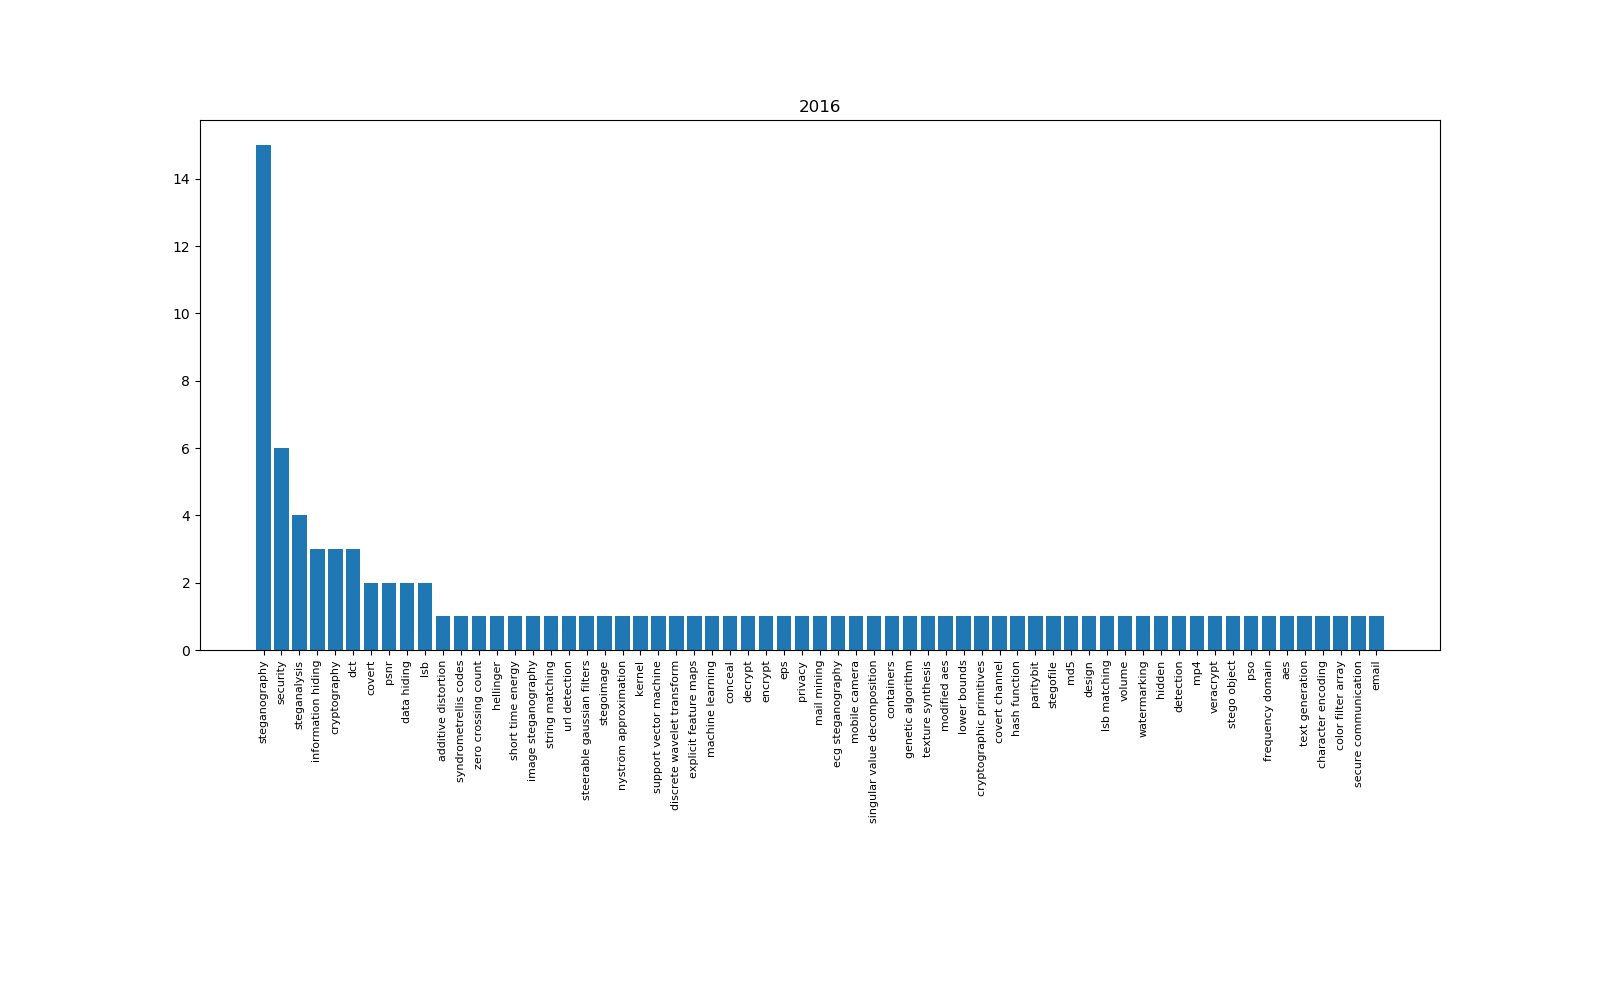 2016
14
12
10
8
6
4
2
0
steganography
security
steganalysis
information hiding
cryptography
dct
covert
psnr
data hiding
lsb
additive distortion
syndrometrellis codes
zero crossing count
hellinger
short time energy
image steganography
string matching
url detection
steerable gaussian filters
stegoimage
nyström approximation
kernel
support vector machine
discrete wavelet transform
explicit feature maps
machine learning
conceal
decrypt
encrypt
eps
privacy
mail mining
ecg steganography
mobile camera
singular value decomposition
containers
genetic algorithm
texture synthesis
modified aes
lower bounds
cryptographic primitives
covert channel
hash function
paritybit
stegofile
md5
design
lsb matching
volume
watermarking
hidden
detection
mp4
veracrypt
stego object
pso
frequency domain
aes
text generation
character encoding
color filter array
secure communication
email